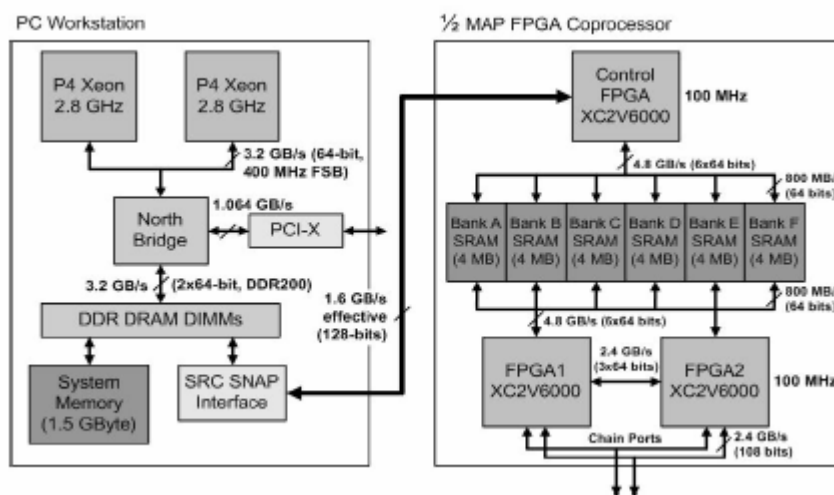 PC Workstation
P4 Xeon
2.8 GHz
P4 Xeon
2.8 GHz
3.2 GB/s (64-bit,
400 MHz FSB)
North
Bridge
1.064 GB/s
PCI-X
3.2 GB/s
(2x64-bit, DDR200)
DDR DRAM DIMMs
System
Memory
(1.5 GByte)
SRC SNAP
Interface
1.6 GB/s
effective
(128-bits)
½ MAP FPGA Coprocessor
Control
FPGA
XC2V6000
100 MHz
4.8 GB/s (6x64 bits)
800 MB/
(64 bits)
Bank A
SRAM
(4 MB)
Bank B
SRAM
(4 MB)
Bank C
SRAM
(4 MB)
Bank D
SRAM
(4 MB)
Bank E
SRAM
(4 MB)
Bank F
SRAM
(4 MB)
800 MB/
(64 bits)
4.8 GB/s (6x64 bits)
FPGA1
XC2V6000
2.4 GB/s
(3x64 bits)
FPGA2
XC2V6000
100 MHz
Chain Ports
2.4 GB/s
(108 bits)